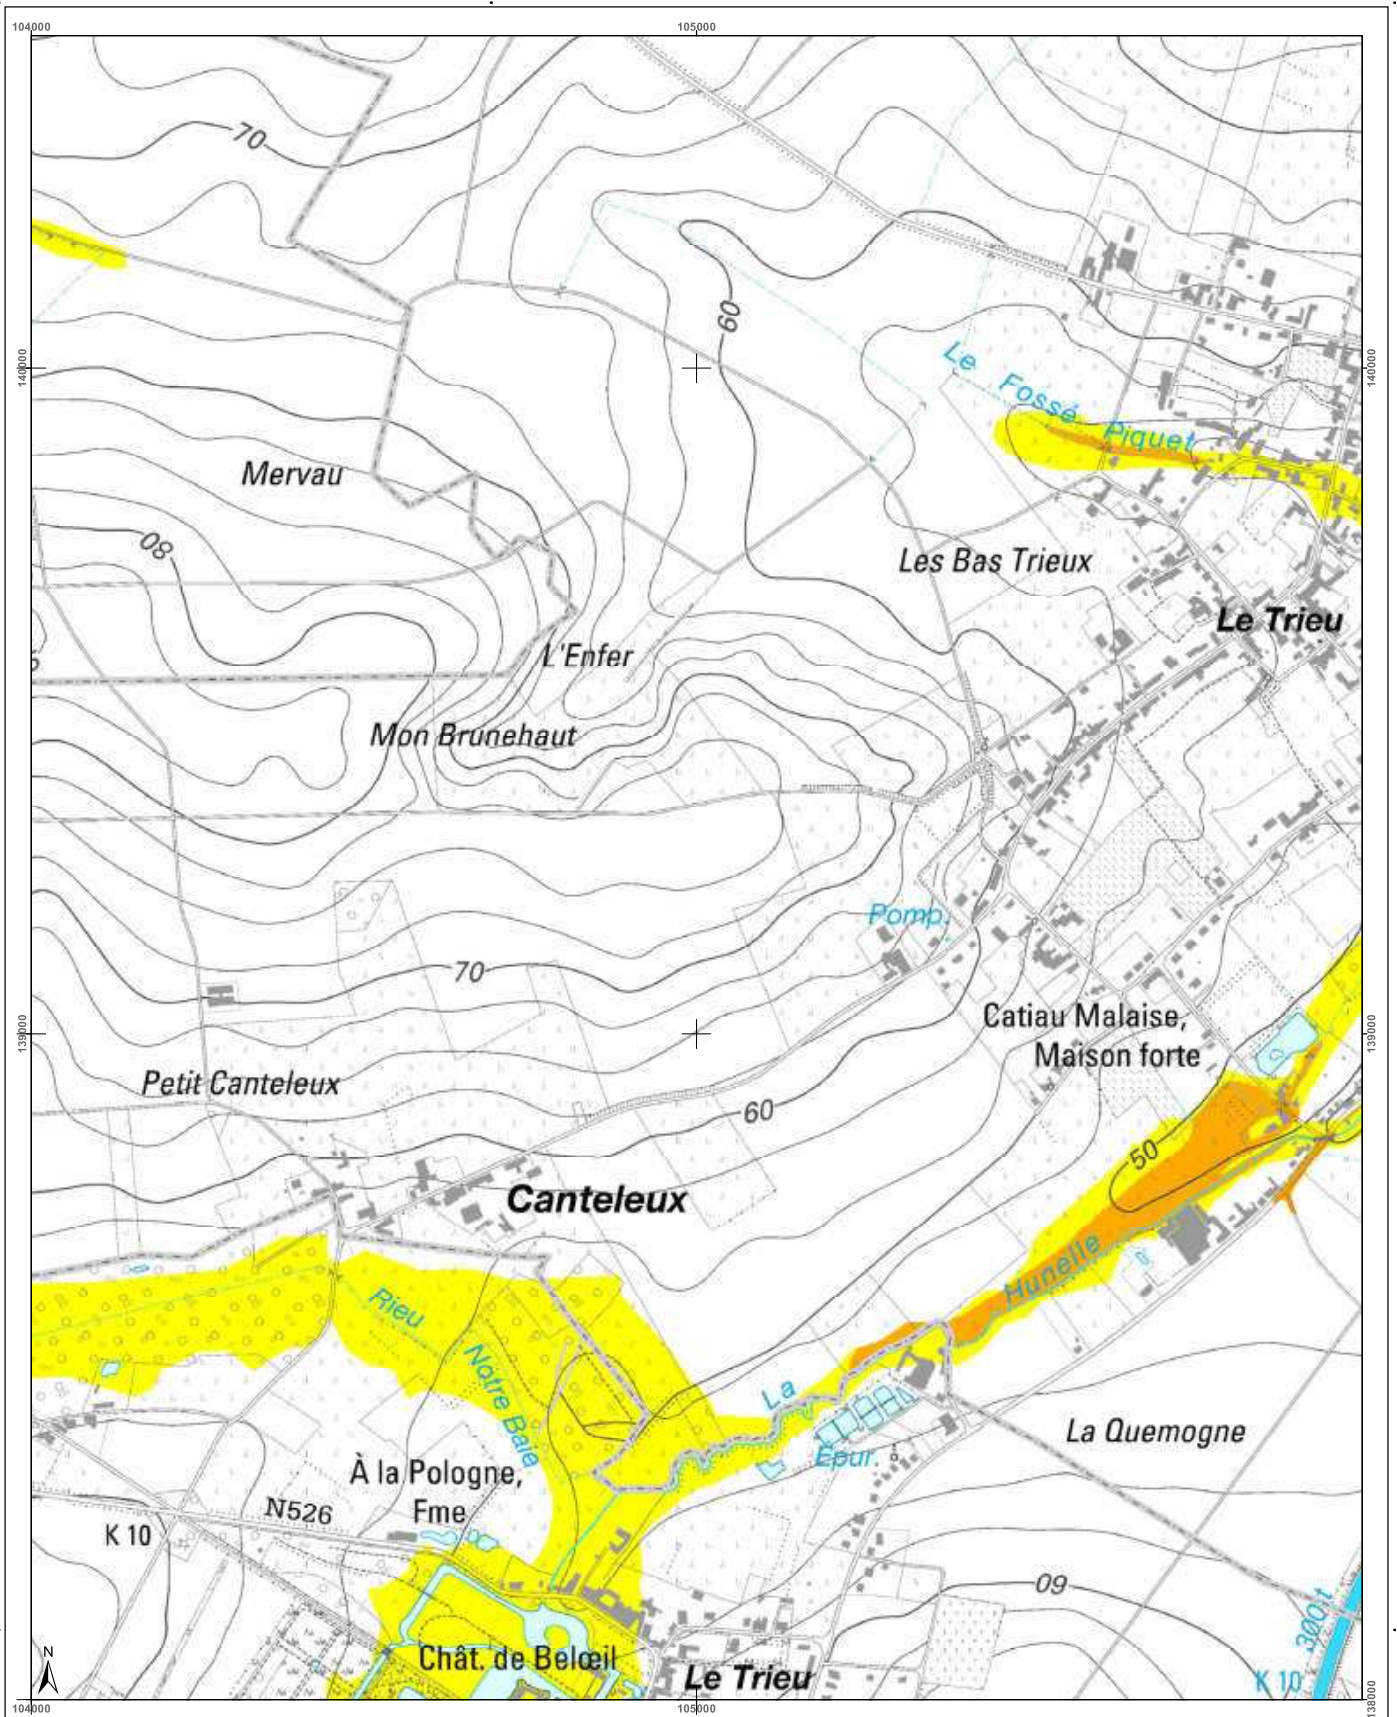 104000
105000
70
60
140000
140000
Le Fossé Piquet
Mervau
80
Les Bas Trieux
Le Trieu
L'Enfer
Mon Brunehaut
Pomp.
70
139000
139000
Catiau Malaise,
Maison forte
Petit Canteleux
60
50
Canteleux
La Hunelle
Rieu Notre Baie
La Quemogne
Épur.
À la Pologne,
Fme
N526
K 10
60
300 t
N
Chât. de Belœil
Le Trieu
K 10
104000
105000
138000